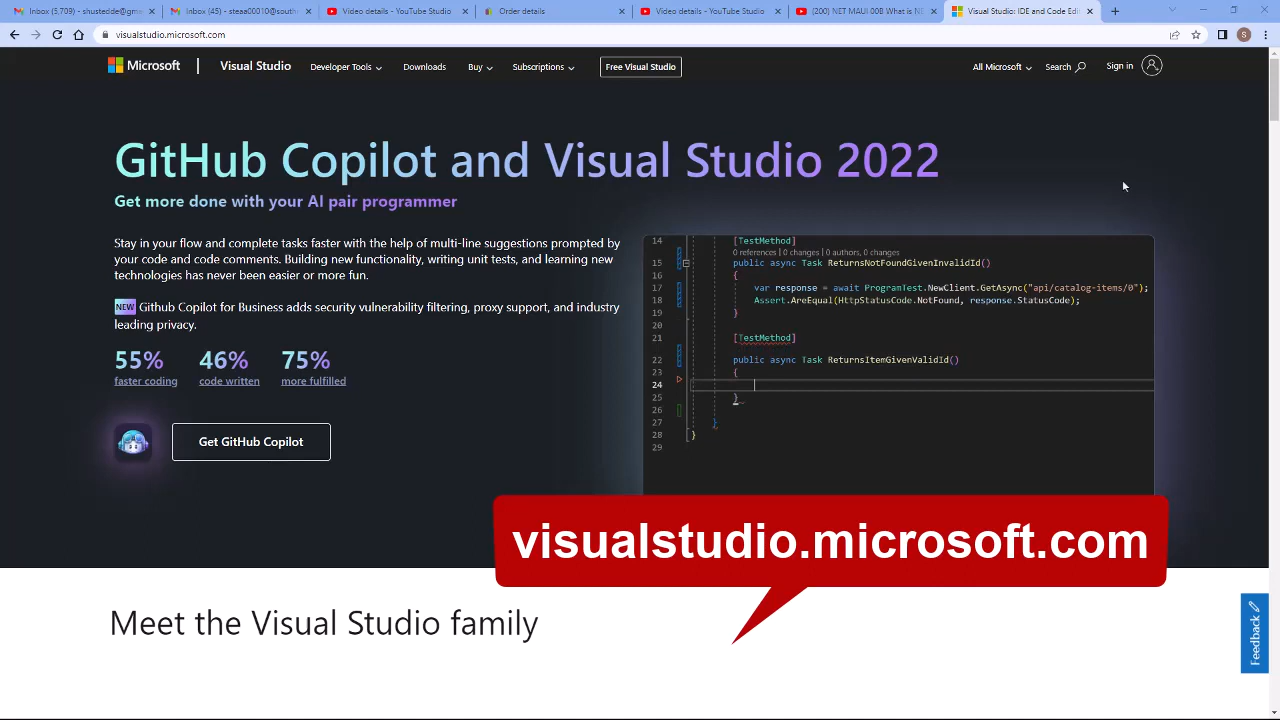 Inbox (5,709) - shustedde@gm
Inbox (45) - steaa00010@south
Video details - YouTube Studio
Order details
Video details - YouTube Studio
(200) NET MAUI 00B What is N
Visual Studio: IDE and Code Edit
visualstudio.microsoft.com
S
Microsoft
Visual Studio
Developer Tools
Downloads
Buy
Subscriptions
Free Visual Studio
All Microsoft
Search
Sign in
GitHub Copilot and Visual Studio 2022
Get more done with your AI pair programmer
Stay in your flow and complete tasks faster with the help of multi-line suggestions prompted by
your code and code comments. Building new functionality, writing unit tests, and learning new
technologies has never been easier or more fun.
NEW Github Copilot for Business adds security vulnerability filtering, proxy support, and industry
leading privacy.
55%
faster coding
46%
code written
75%
more fulfilled
Get GitHub Copilot
14 [TestMethod]
0 references | 0 changes | 0 authors, 0 changes
15 public async Task ReturnsNotFoundGivenInvalidId()
16 {
17 var response = await ProgramTest.NewClient.GetAsync("api/catalog-items/0");
18 Assert.AreEqual(HttpStatusCode.NotFound, response.StatusCode);
19 }
20
21 [TestMethod]
22 public async Task ReturnsItemGivenValidId()
23 {
24
25 }
26
27 }
28 }
29
visualstudio.microsoft.com
Meet the Visual Studio family
Feedback